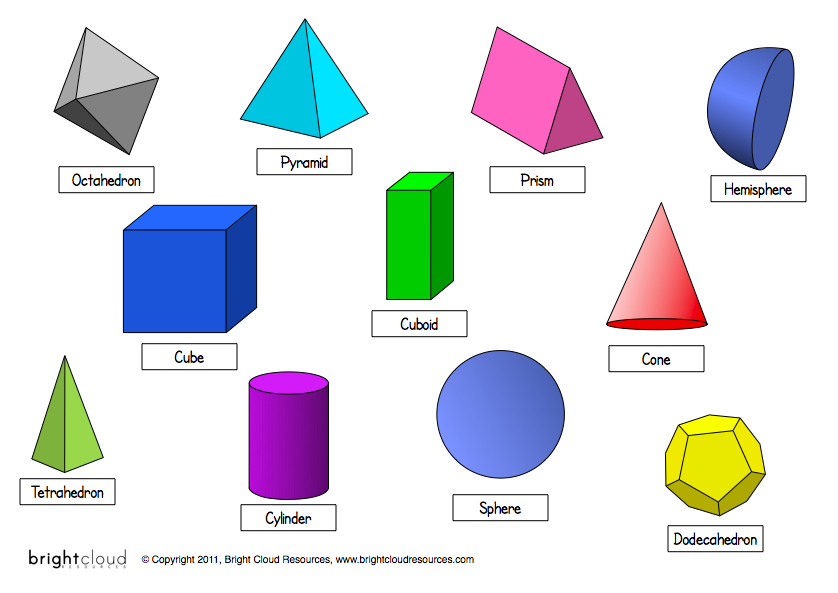 Octahedron
Pyramid
Prism
Hemisphere
Cube
Cuboid
Cone
Tetrahedron
Cylinder
Sphere
Dodecahedron
brightcloud
RESOURCES
© Copyright 2011, Bright Cloud Resources, www.brightcloudresources.com